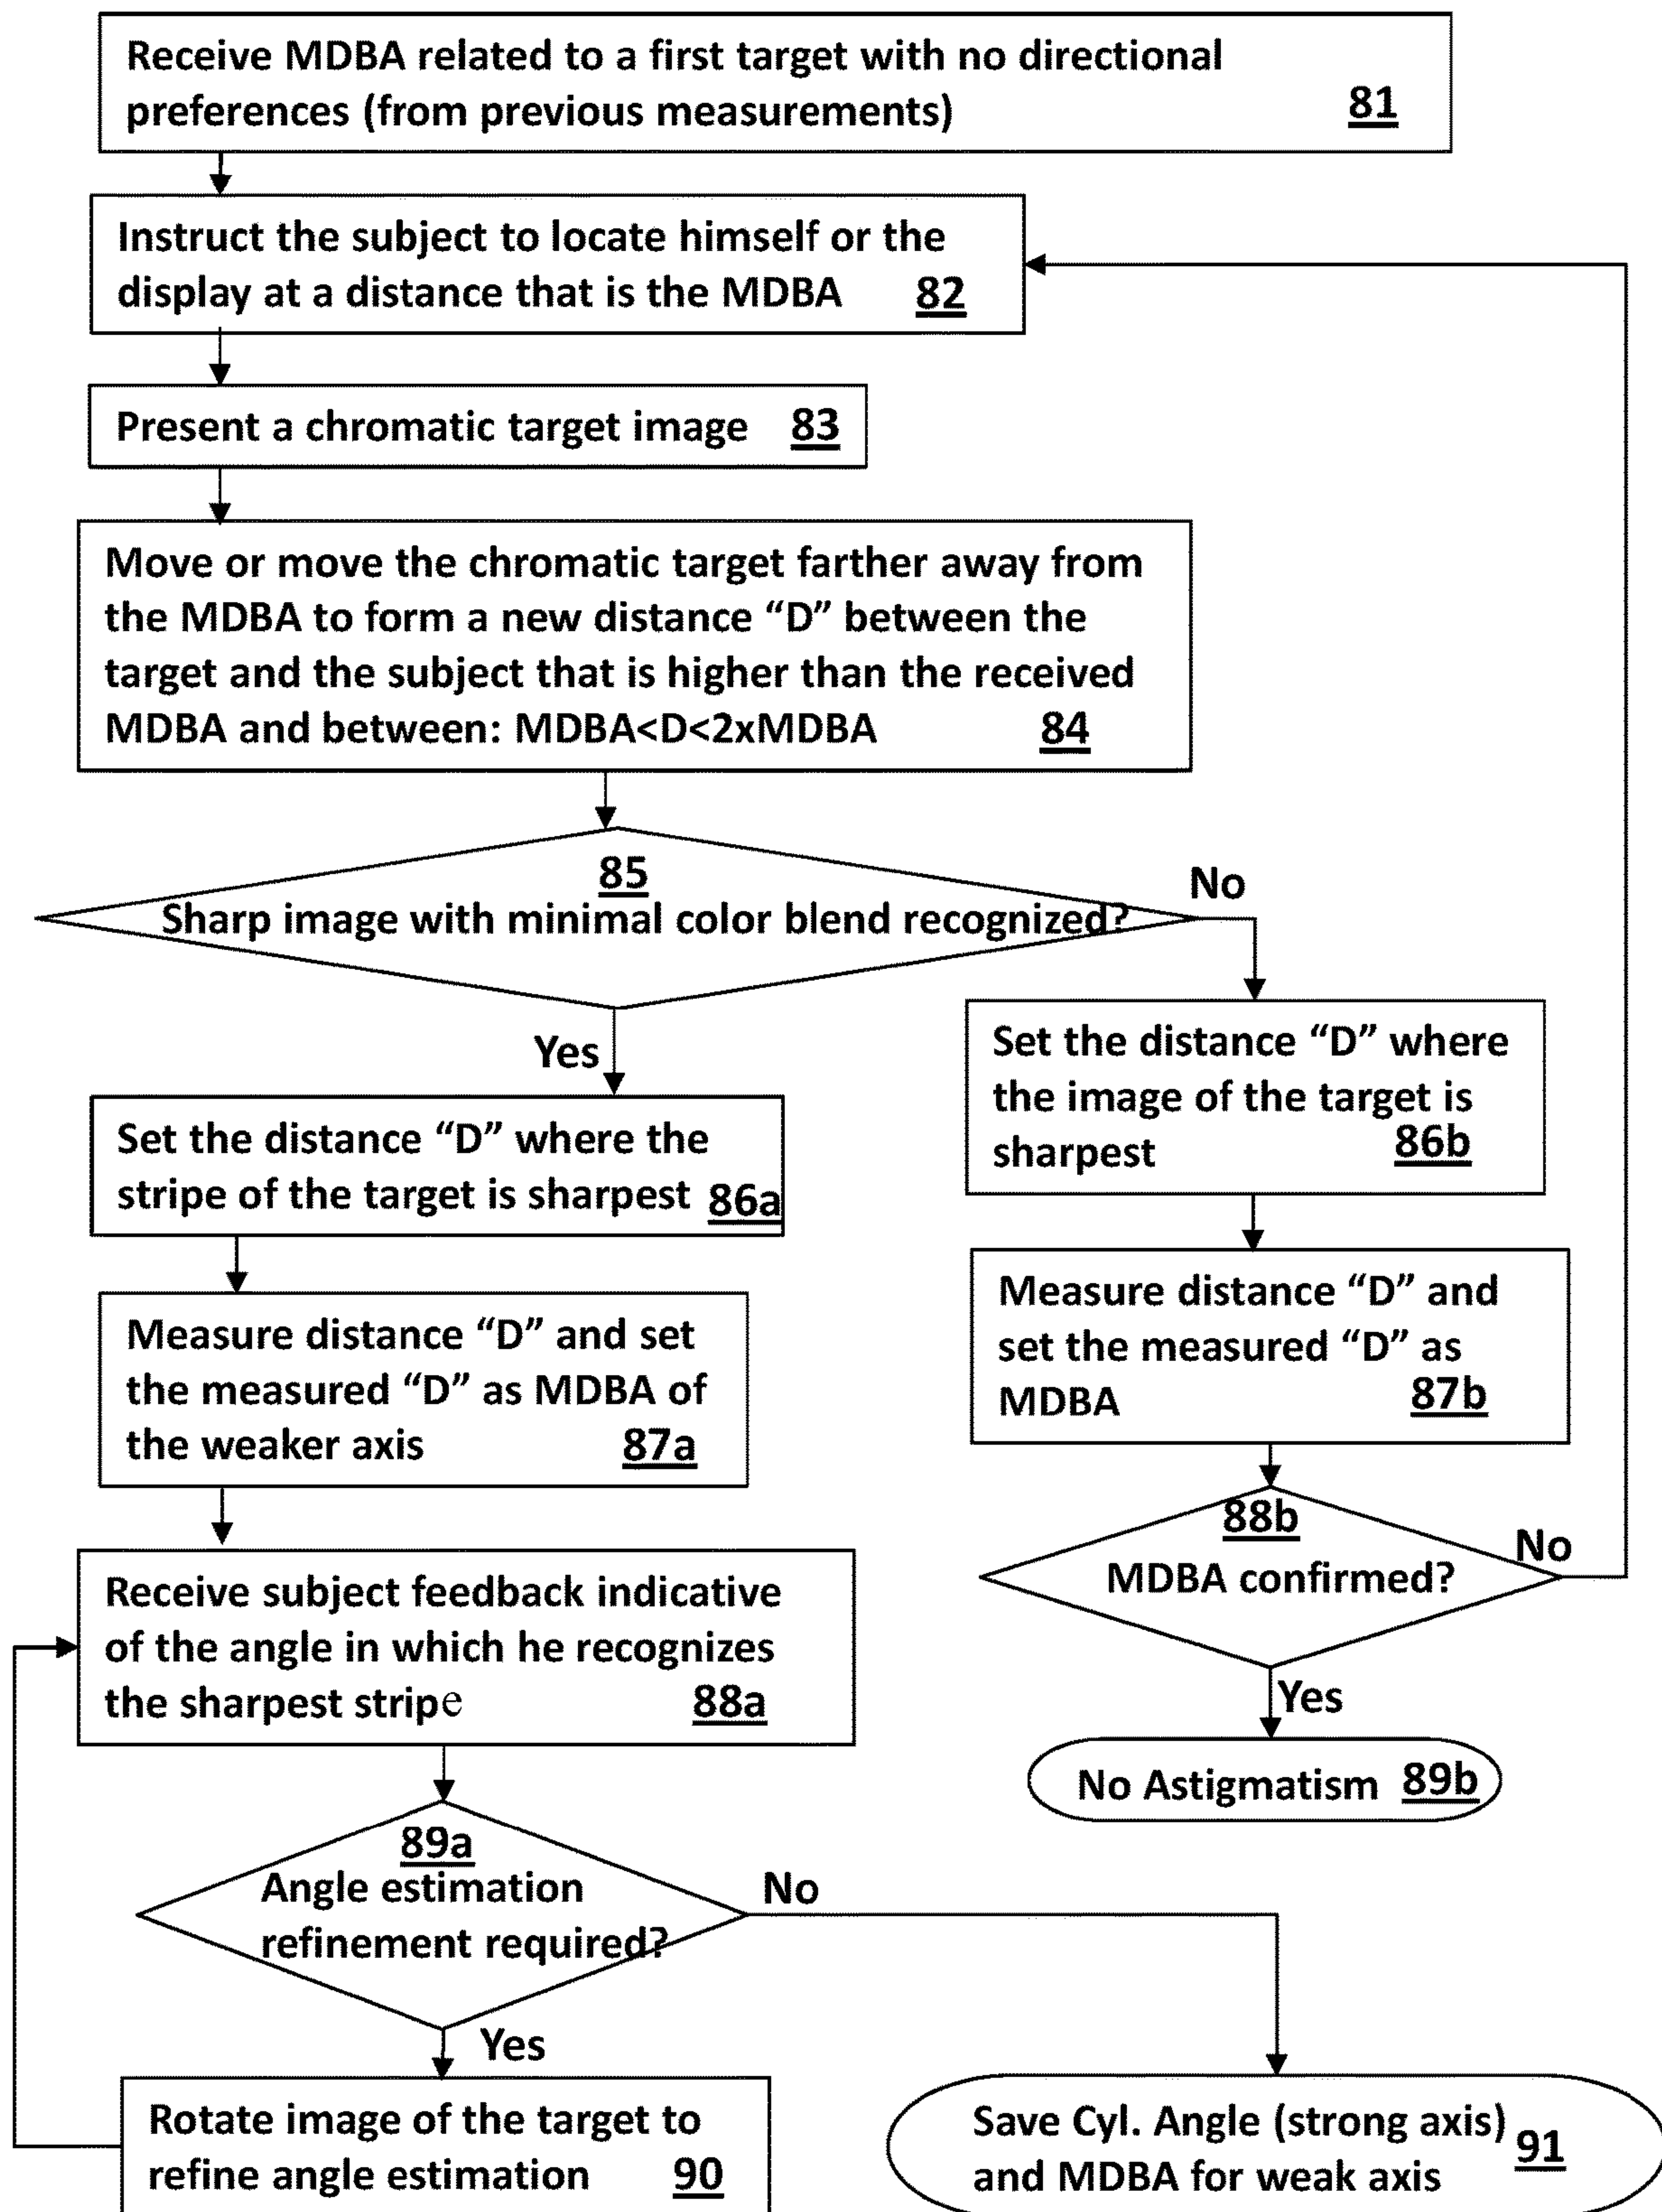 Receive MDBA related to a first target with no directional
preferences (from previous measurements) 81
Instruct the subject to locate himself or the
display at a distance that is the MDBA 82
Present a chromatic target image 83
Move or move the chromatic target farther away from
the MDBA to form a new distance “D” between the
target and the subject that is higher than the received
MDBA and between: MDBA<D<2xMDBA 84
85
Sharp image with minimal color blend recognized?
No
Yes
Set the distance “D” where the
stripe of the target is sharpest 86a
Measure distance “D” and set
the measured “D” as MDBA of
the weaker axis 87a
Receive subject feedback indicative
of the angle in which he recognizes
the sharpest stripe 88a
89a
Angle estimation
refinement required?
No
Yes
Rotate image of the target to
refine angle estimation 90
Set the distance “D” where
the image of the target is
sharpest 86b
Measure distance “D” and
set the measured “D” as
MDBA 87b
88b
MDBA confirmed?
No
Yes
No Astigmatism 89b
Save Cyl. Angle (strong axis)
and MDBA for weak axis 91